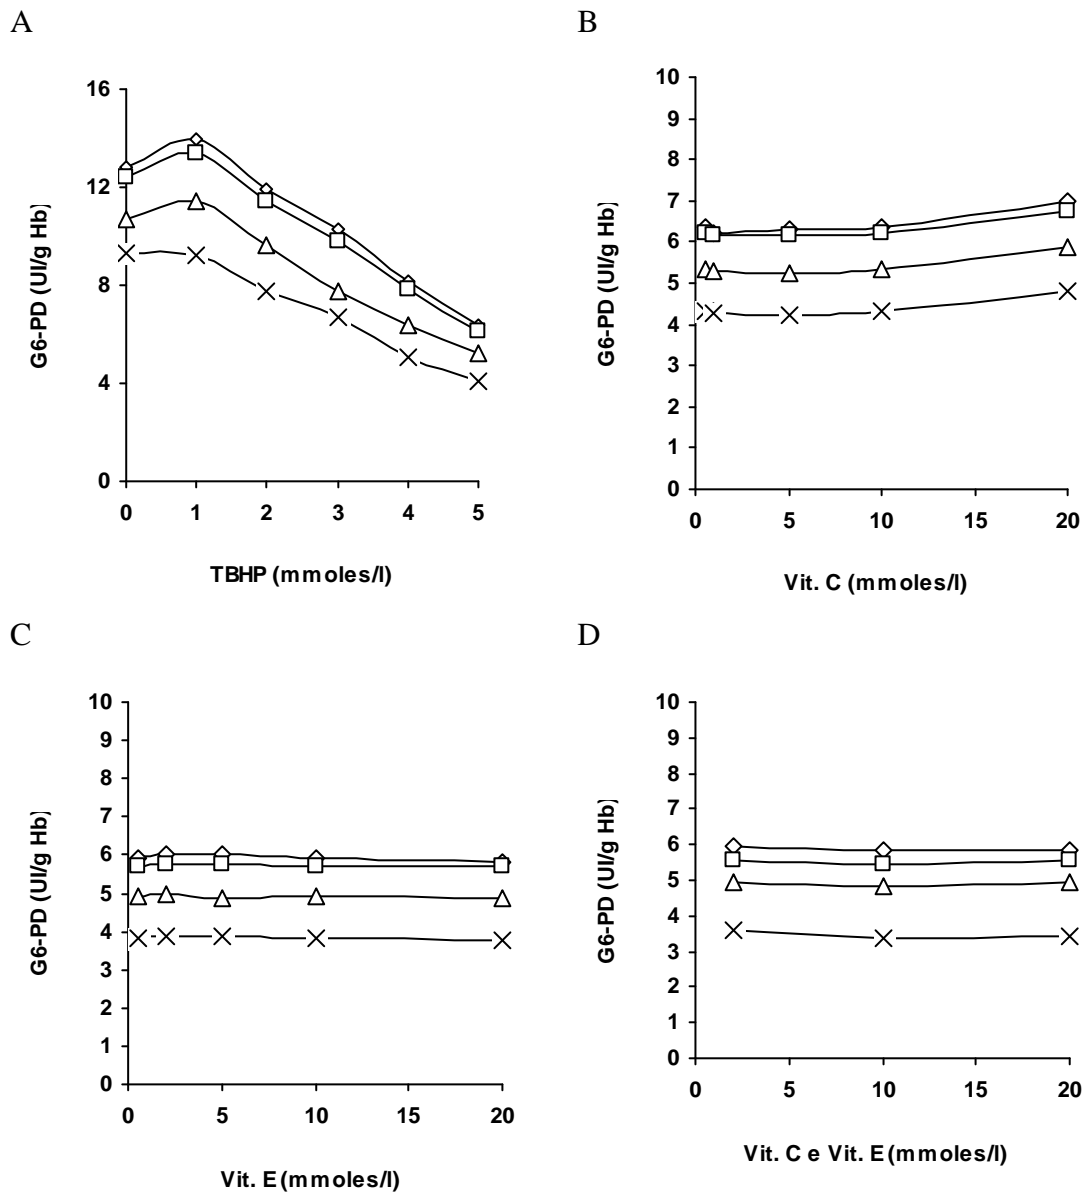 A
16
12
8
4
0
G6-PD (UI/g Hb)
0 1 2 3 4 5
TBHP (mmoles/l)
B
10
9
8
7
6
5
4
3
2
1
0
G6-PD (UI/g Hb)
0 5 10 15 20
Vit. C (mmoles/l)
C
10
9
8
7
6
5
4
3
2
1
0
G6-PD (UI/g Hb)
0 5 10 15 20
Vit. E (mmoles/l)
D
10
9
8
7
6
5
4
3
2
1
0
G6-PD (UI/g Hb)
0 5 10 15 20
Vit. C e Vit. E (mmoles/l)